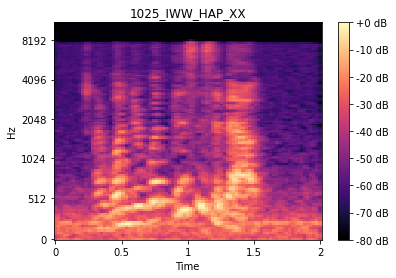 1025_IWW_HAP_XX
8192
4096
2048
1024
512
0
Hz
0
0.5
1
1.5
2
Time
+0 dB
-10 dB
-20 dB
-30 dB
-40 dB
-50 dB
-60 dB
-70 dB
-80 dB